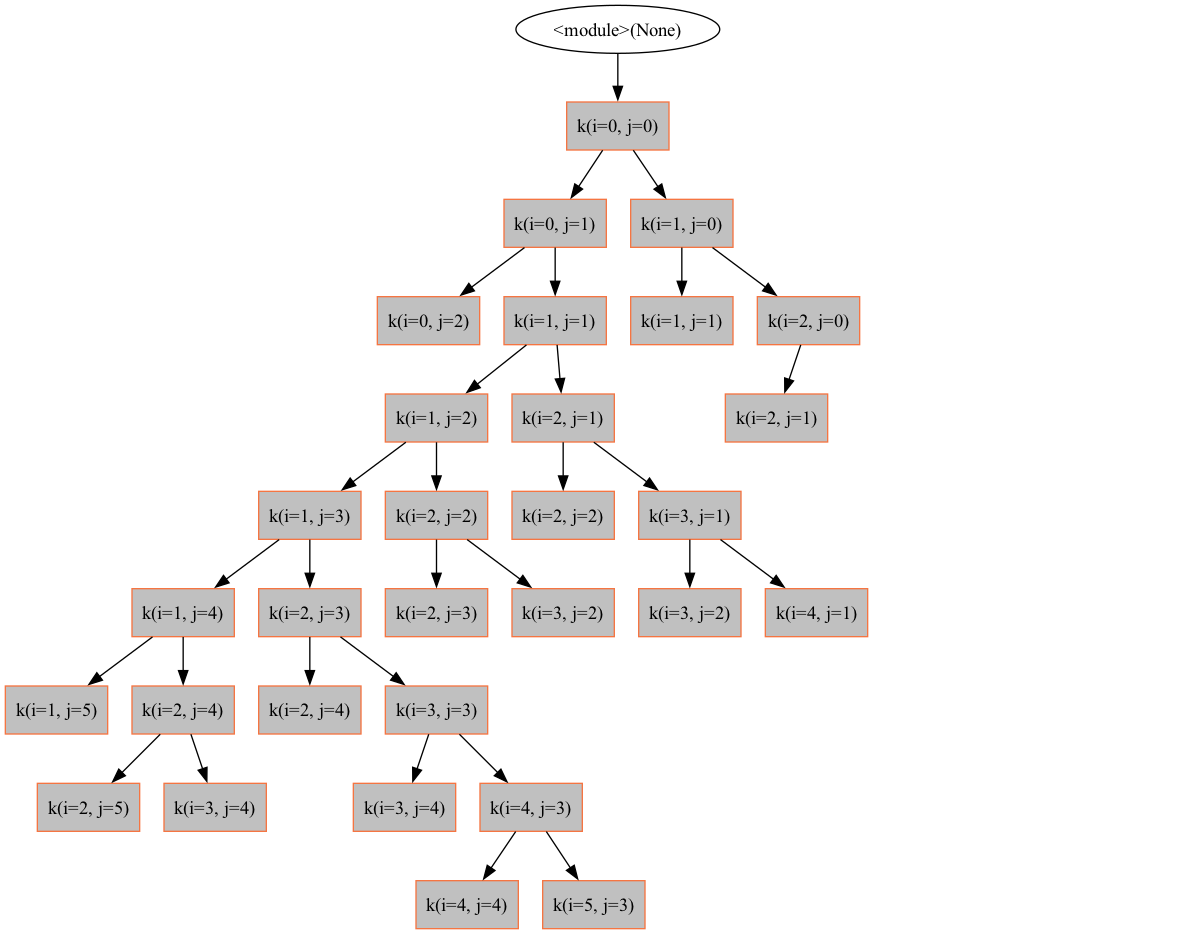 <module>(None)
k(i=0, j=0)
k(i=0, j=1)
k(i=1, j=0)
k(i=0, j=2)
k(i=1, j=1)
k(i=1, j=1)
k(i=2, j=0)
k(i=1, j=2)
k(i=2, j=1)
k(i=2, j=1)
k(i=1, j=3)
k(i=2, j=2)
k(i=2, j=2)
k(i=3, j=1)
k(i=1, j=4)
k(i=2, j=3)
k(i=2, j=3)
k(i=3, j=2)
k(i=3, j=2)
k(i=4, j=1)
k(i=1, j=5)
k(i=2, j=4)
k(i=2, j=4)
k(i=3, j=3)
k(i=2, j=5)
k(i=3, j=4)
k(i=3, j=4)
k(i=4, j=3)
k(i=4, j=4)
k(i=5, j=3)